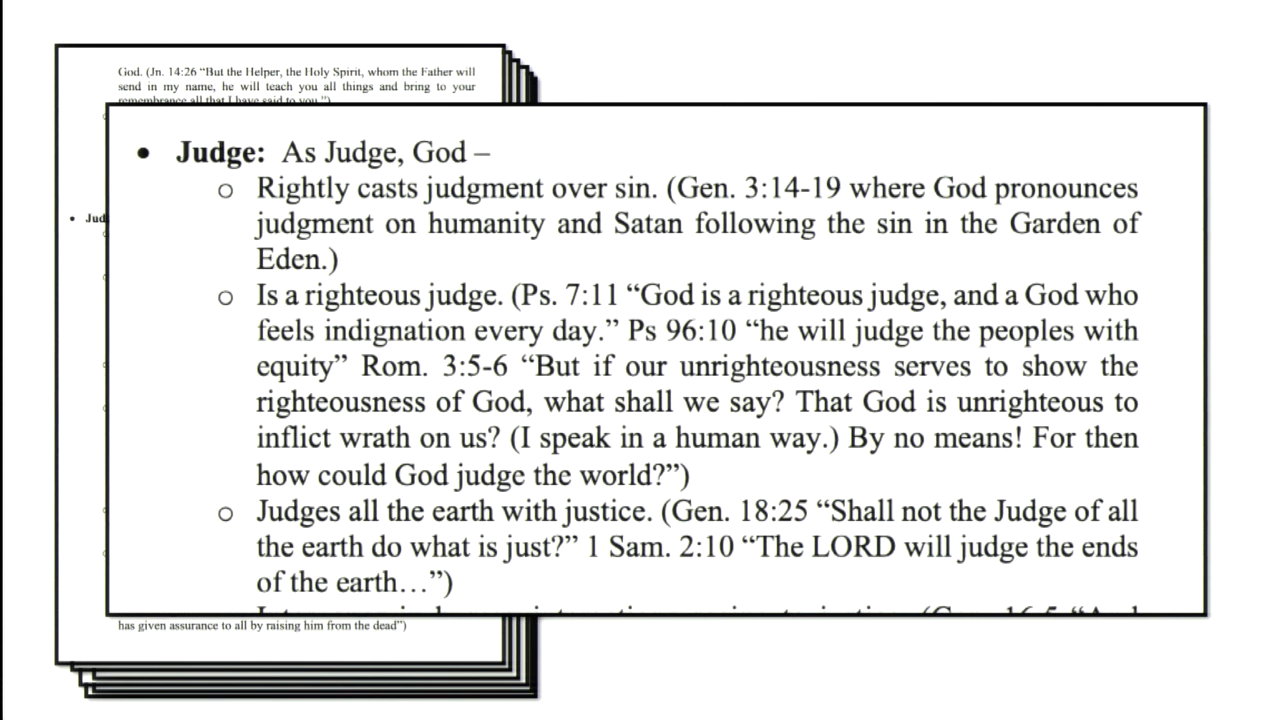 God. (Jn. 14:26 “But the Helper, the Holy Spirit, whom the Father will
send in my name, he will teach you all things and bring to your
remembrance all that I have said to you.”)
• Judge: As Judge, God –
o Rightly casts judgment over sin. (Gen. 3:14-19 where God pronounces
judgment on humanity and Satan following the sin in the Garden of
Eden.)
o Is a righteous judge. (Ps. 7:11 “God is a righteous judge, and a God who
feels indignation every day.” Ps 96:10 “he will judge the peoples with
equity” Rom. 3:5-6 “But if our unrighteousness serves to show the
righteousness of God, what shall we say? That God is unrighteous to
inflict wrath on us? (I speak in a human way.) By no means! For then
how could God judge the world?”)
o Judges all the earth with justice. (Gen. 18:25 “Shall not the Judge of all
the earth do what is just?” 1 Sam. 2:10 “The LORD will judge the ends
of the earth…”)
• Jud
has given assurance to all by raising him from the dead”)